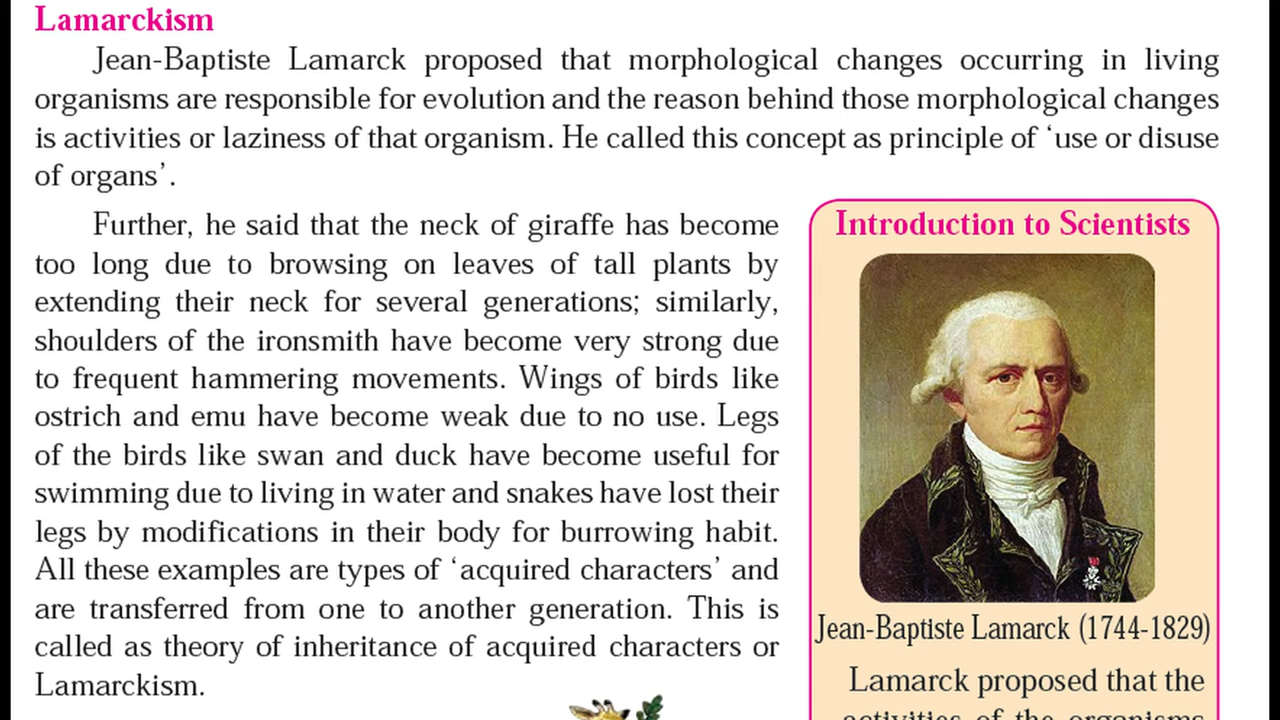 Lamarckism
Jean-Baptiste Lamarck proposed that morphological changes occurring in living
organisms are responsible for evolution and the reason behind those morphological changes
is activities or laziness of that organism. He called this concept as principle of ‘use or disuse
of organs’.
Further, he said that the neck of giraffe has become
too long due to browsing on leaves of tall plants by
extending their neck for several generations; similarly,
shoulders of the ironsmith have become very strong due
to frequent hammering movements. Wings of birds like
ostrich and emu have become weak due to no use. Legs
of the birds like swan and duck have become useful for
swimming due to living in water and snakes have lost their
legs by modifications in their body for burrowing habit.
All these examples are types of ‘acquired characters’ and
are transferred from one to another generation. This is
called as theory of inheritance of acquired characters or
Lamarckism.
Introduction to Scientists
Jean-Baptiste Lamarck (1744-1829)
Lamarck proposed that the
activities of the organisms